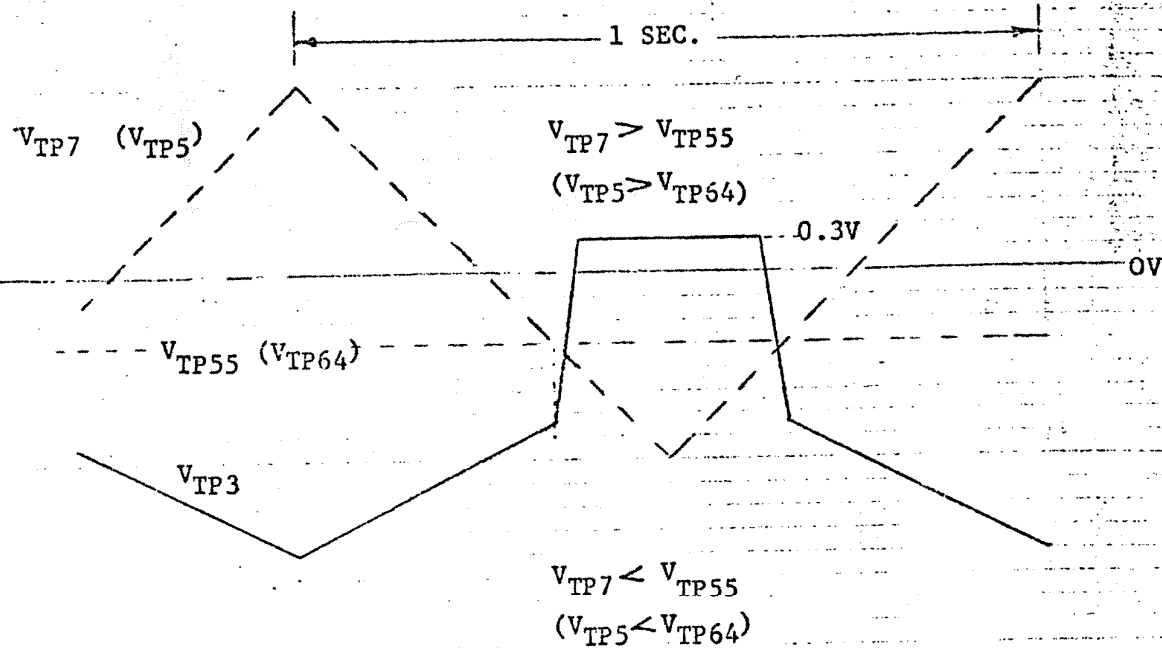 1 SEC.
V_TP7 (V_TP5)
V_TP7 > V_TP55
(V_TP5 > V_TP64)
0.3V
0V
V_TP55 (V_TP64)
V_TP3
V_TP7 < V_TP55
(V_TP5 < V_TP64)